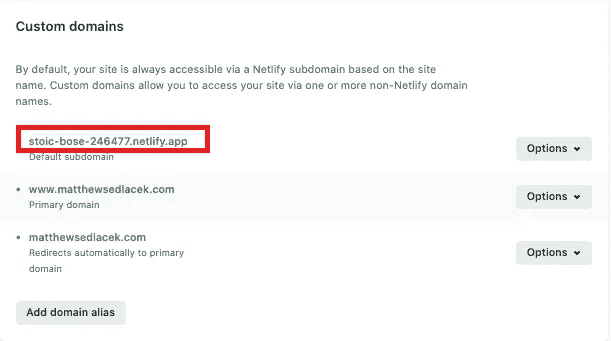 Custom domains
By default, your site is always accessible via a Netlify subdomain based on the site
name. Custom domains allow you to access your site via one or more non-Netlify domain
names.
stoic-bose-246477.netlify.app
Default subdomain
Options
www.matthewsedlacek.com
Primary domain
Options
matthewsedlacek.com
Redirects automatically to primary
domain
Options
Add domain alias